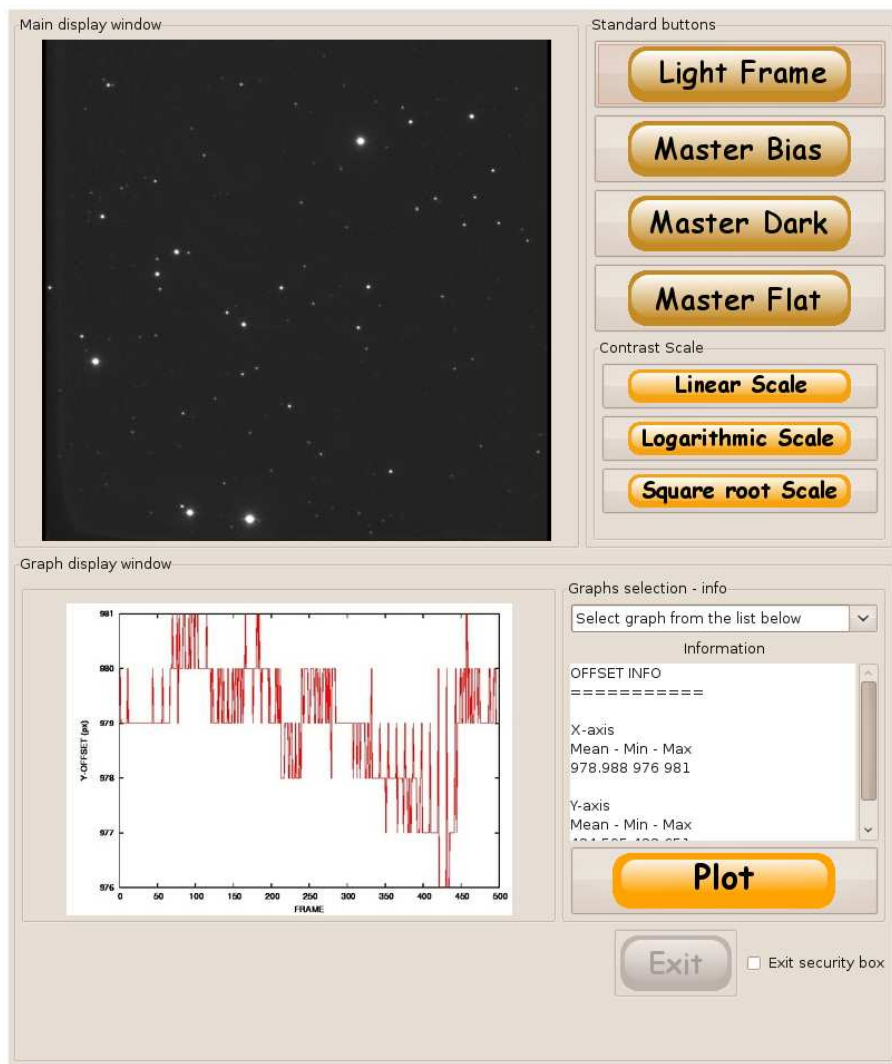 Main display window
Standard buttons
Light Frame
Master Bias
Master Dark
Master Flat
Contrast Scale
Linear Scale
Logarithmic Scale
Square root Scale
Graph display window
981
980
979
978
977
976
Y-OFFSET (px)
0 50 100 150 200 250 300 350 400 450 500
FRAME
Graphs selection - info
Select graph from the list below
Information
OFFSET INFO
===========
X-axis
Mean - Min - Max
978.988 976 981
Y-axis
Mean - Min - Max
Plot
Exit
Exit security box